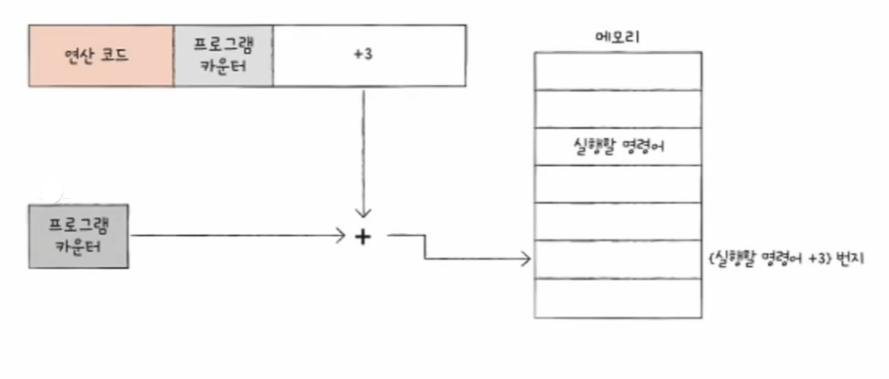 연산 코드
프로그램
카운터
+3
메모리
실행할 명령어
프로그램
카운터
+
{실행할 명령어 +3} 번지